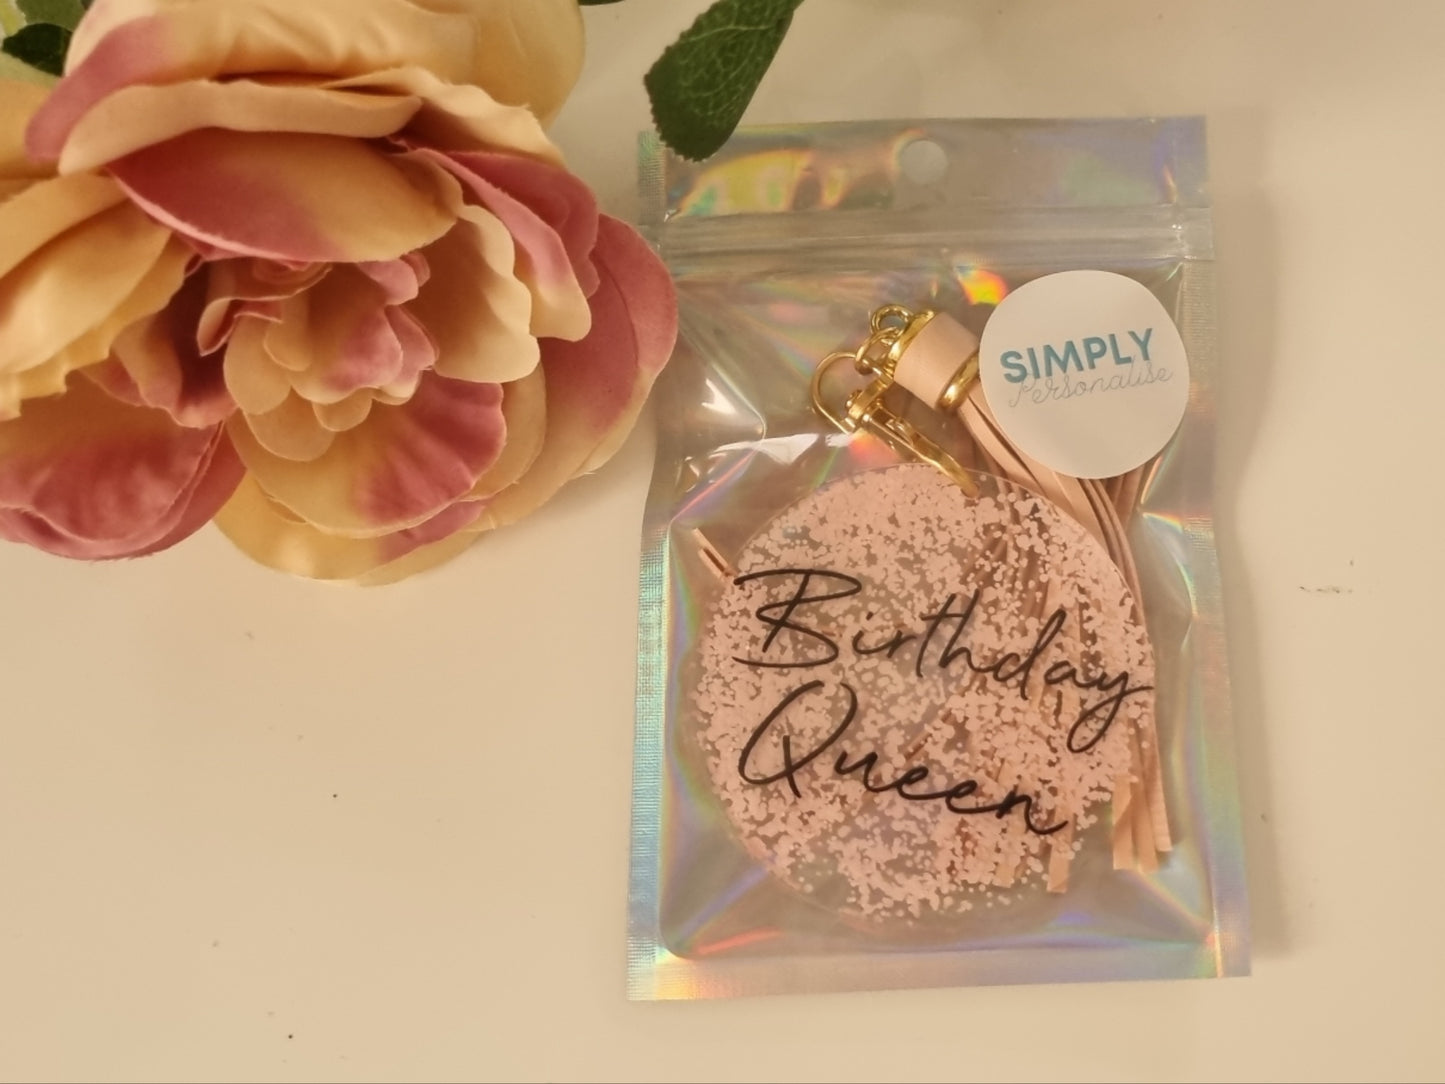 SIMPLY
Personalise
Birthday
Queen